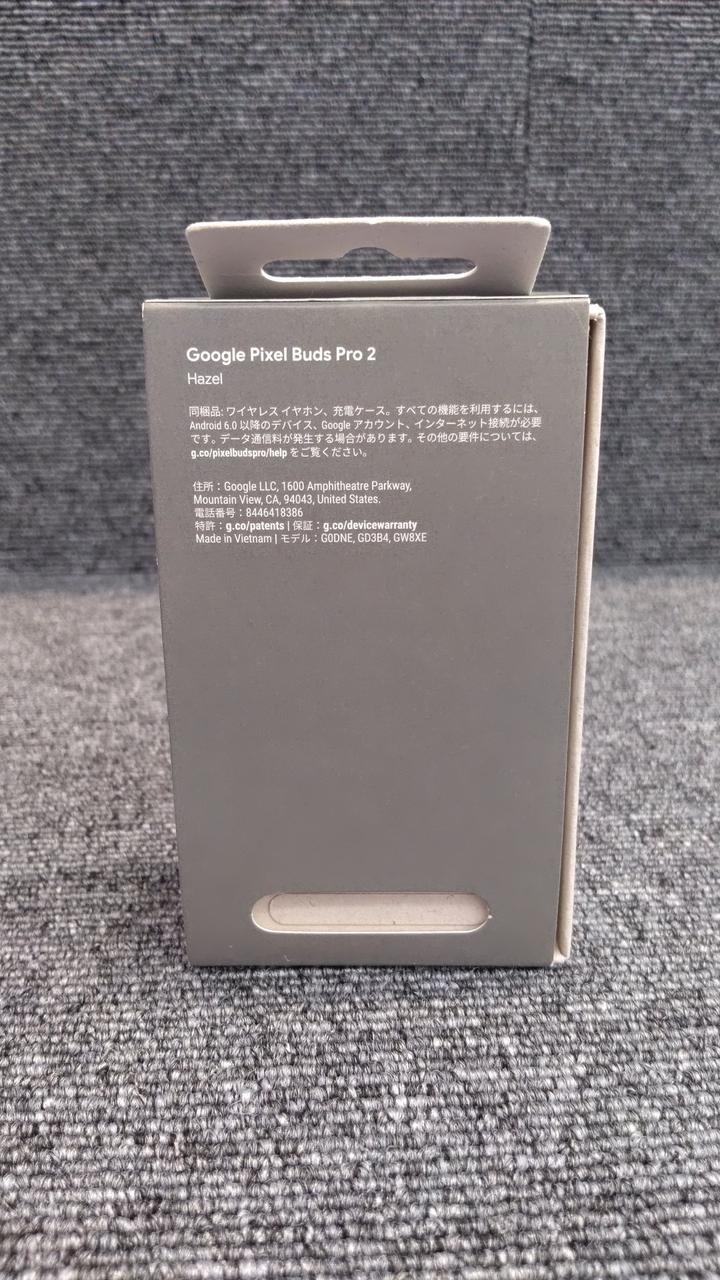 Google Pixel Buds Pro 2
Hazel
同梱品: ワイヤレス イヤホン、充電ケース。すべての機能を利用するには、
Android 6.0 以降のデバイス、Google アカウント、インターネット接続が必要
です。データ通信料が発生する場合があります。その他の要件については、
g.co/pixelbudspro/help をご覧ください。
住所：Google LLC, 1600 Amphitheatre Parkway,
Mountain View, CA, 94043, United States.
電話番号：8446418386
特許：g.co/patents | 保証：g.co/devicewarranty
Made in Vietnam | モデル：G0DNE, GD3B4, GW8XE